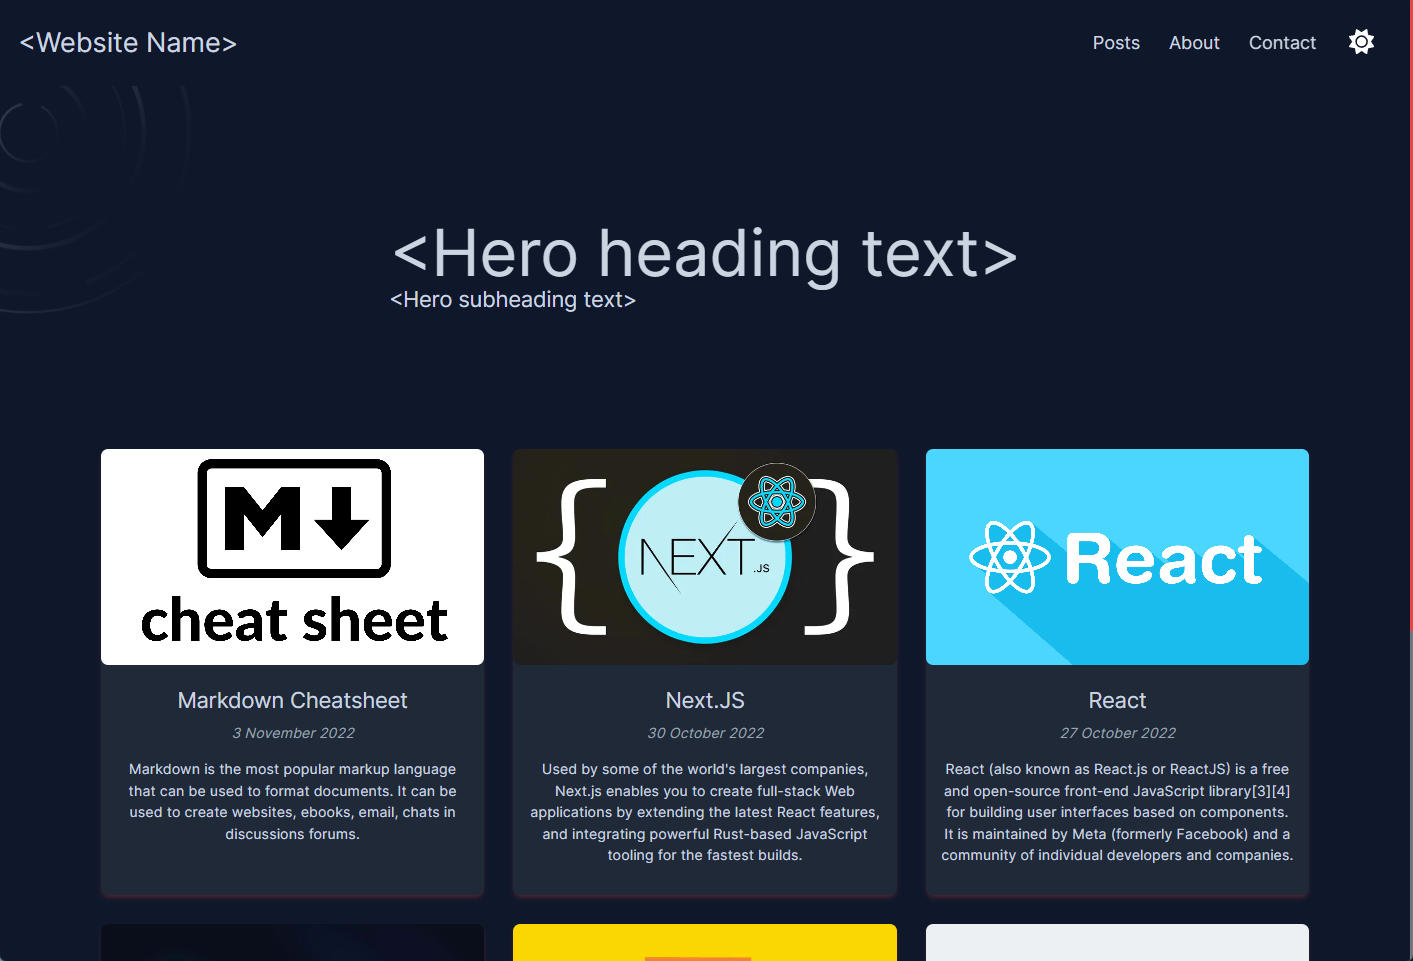 <Website Name>
Posts About Contact
<Hero heading text>
<Hero subheading text>
M
cheat sheet
Markdown Cheatsheet
3 November 2022
Markdown is the most popular markup language
that can be used to format documents. It can be
used to create websites, ebooks, email, chats in
discussions forums.
{ NEXT.JS }
Next.JS
30 October 2022
Used by some of the world's largest companies,
Next.js enables you to create full-stack Web
applications by extending the latest React features,
and integrating powerful Rust-based JavaScript
tooling for the fastest builds.
React
React
27 October 2022
React (also known as React.js or ReactJS) is a free
and open-source front-end JavaScript library[3][4]
for building user interfaces based on components.
It is maintained by Meta (formerly Facebook) and a
community of individual developers and companies.